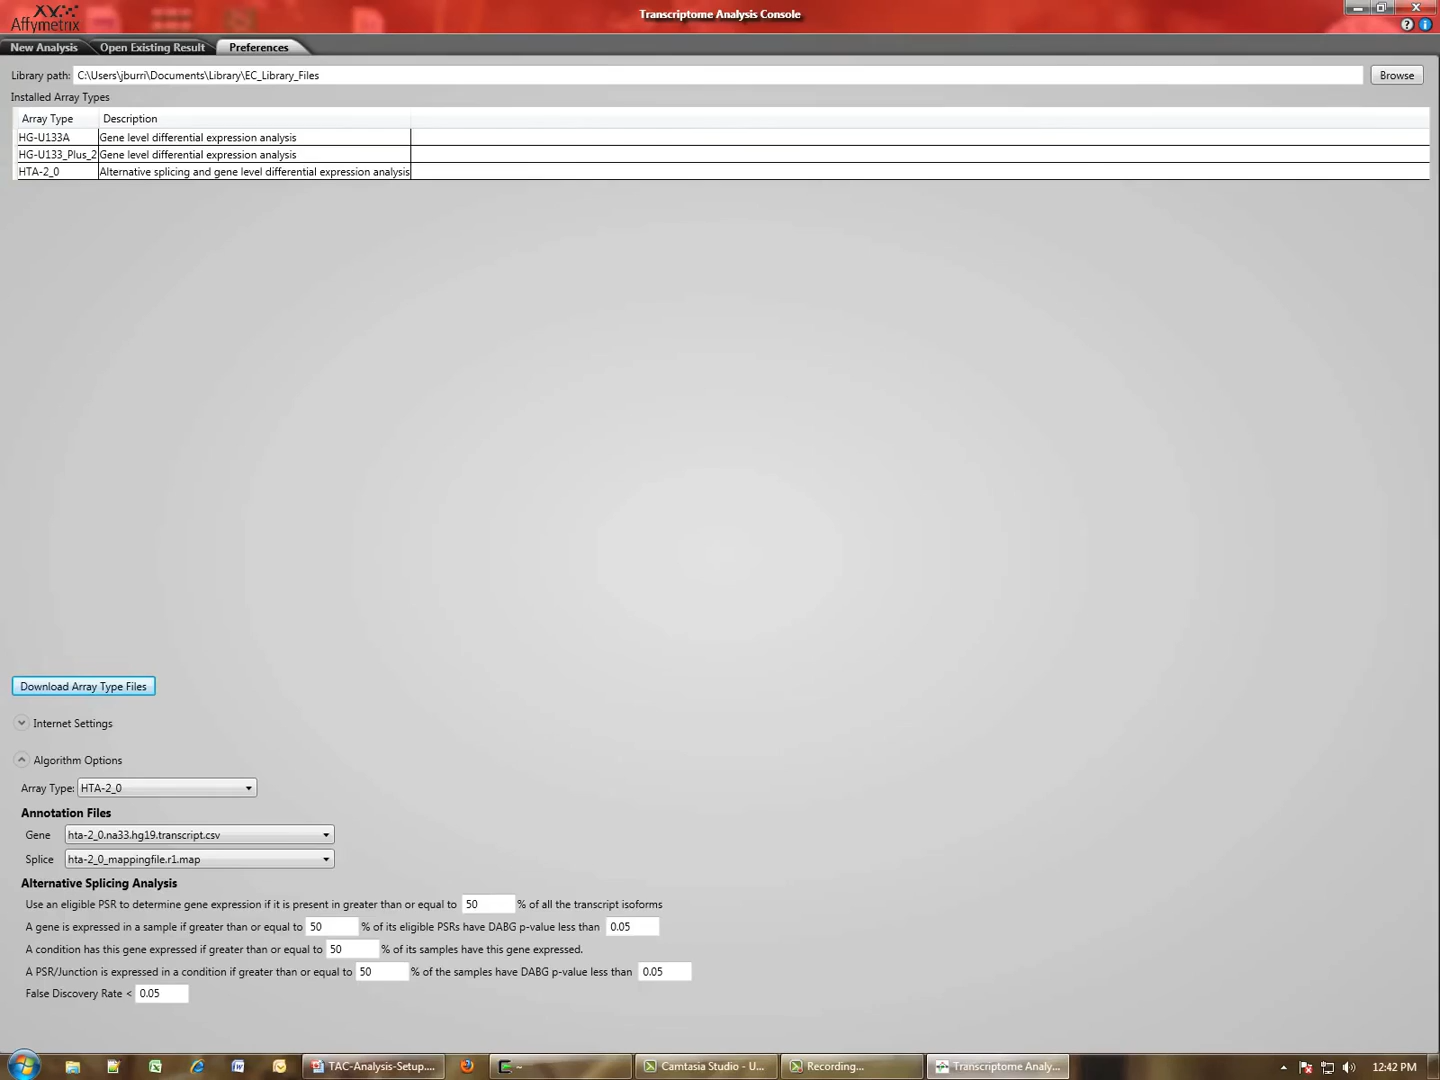 Affymetrix
Transcriptome Analysis Console
New Analysis Open Existing Result Preferences
Library path: C:\Users\jburri\Documents\Library\EC_Library_Files Browse
Installed Array Types
Array Type Description
HG-U133A Gene level differential expression analysis
HG-U133_Plus_2 Gene level differential expression analysis
HTA-2_0 Alternative splicing and gene level differential expression analysis
Download Array Type Files
Internet Settings
Algorithm Options
Array Type: HTA-2_0
Annotation Files
Gene hta-2_0.na33.hg19.transcript.csv
Splice hta-2_0_mappingfile.r1.map
Alternative Splicing Analysis
Use an eligible PSR to determine gene expression if it is present in greater than or equal to 50 % of all the transcript isoforms
A gene is expressed in a sample if greater than or equal to 50 % of its eligible PSRs have DABG p-value less than 0.05
A condition has this gene expressed if greater than or equal to 50 % of its samples have this gene expressed.
A PSR/Junction is expressed in a condition if greater than or equal to 50 % of the samples have DABG p-value less than 0.05
False Discovery Rate < 0.05
TAC-Analysis-Setup.... ~ Camtasia Studio - U... Recording... Transcriptome Analy... 12:42 PM